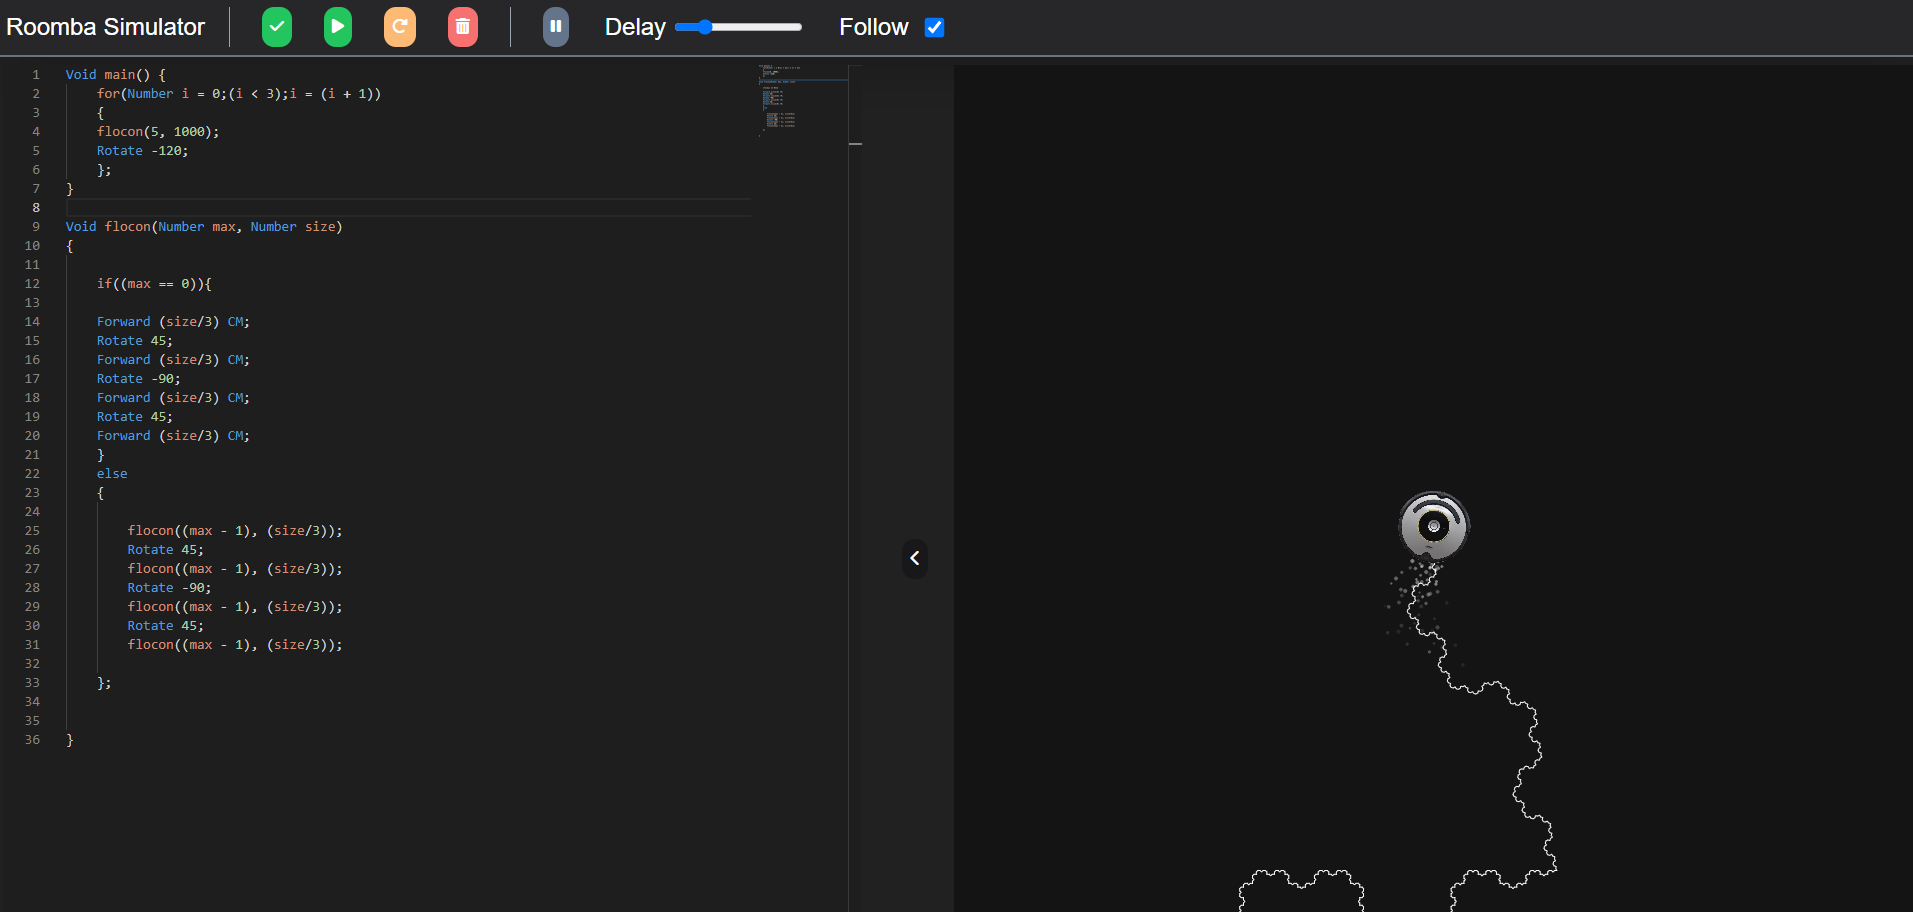 Roomba Simulator Delay Follow
1 Void main() {
2 for(Number i = 0;(i < 3);i = (i + 1))
3 {
4 flocon(5, 1000);
5 Rotate -120;
6 };
7 }
8
9 Void flocon(Number max, Number size)
10 {
11
12 if((max == 0)){
13
14 Forward (size/3) CM;
15 Rotate 45;
16 Forward (size/3) CM;
17 Rotate -90;
18 Forward (size/3) CM;
19 Rotate 45;
20 Forward (size/3) CM;
21 }
22 else
23 {
24
25 flocon((max - 1), (size/3));
26 Rotate 45;
27 flocon((max - 1), (size/3));
28 Rotate -90;
29 flocon((max - 1), (size/3));
30 Rotate 45;
31 flocon((max - 1), (size/3));
32
33 };
34
35
36 }